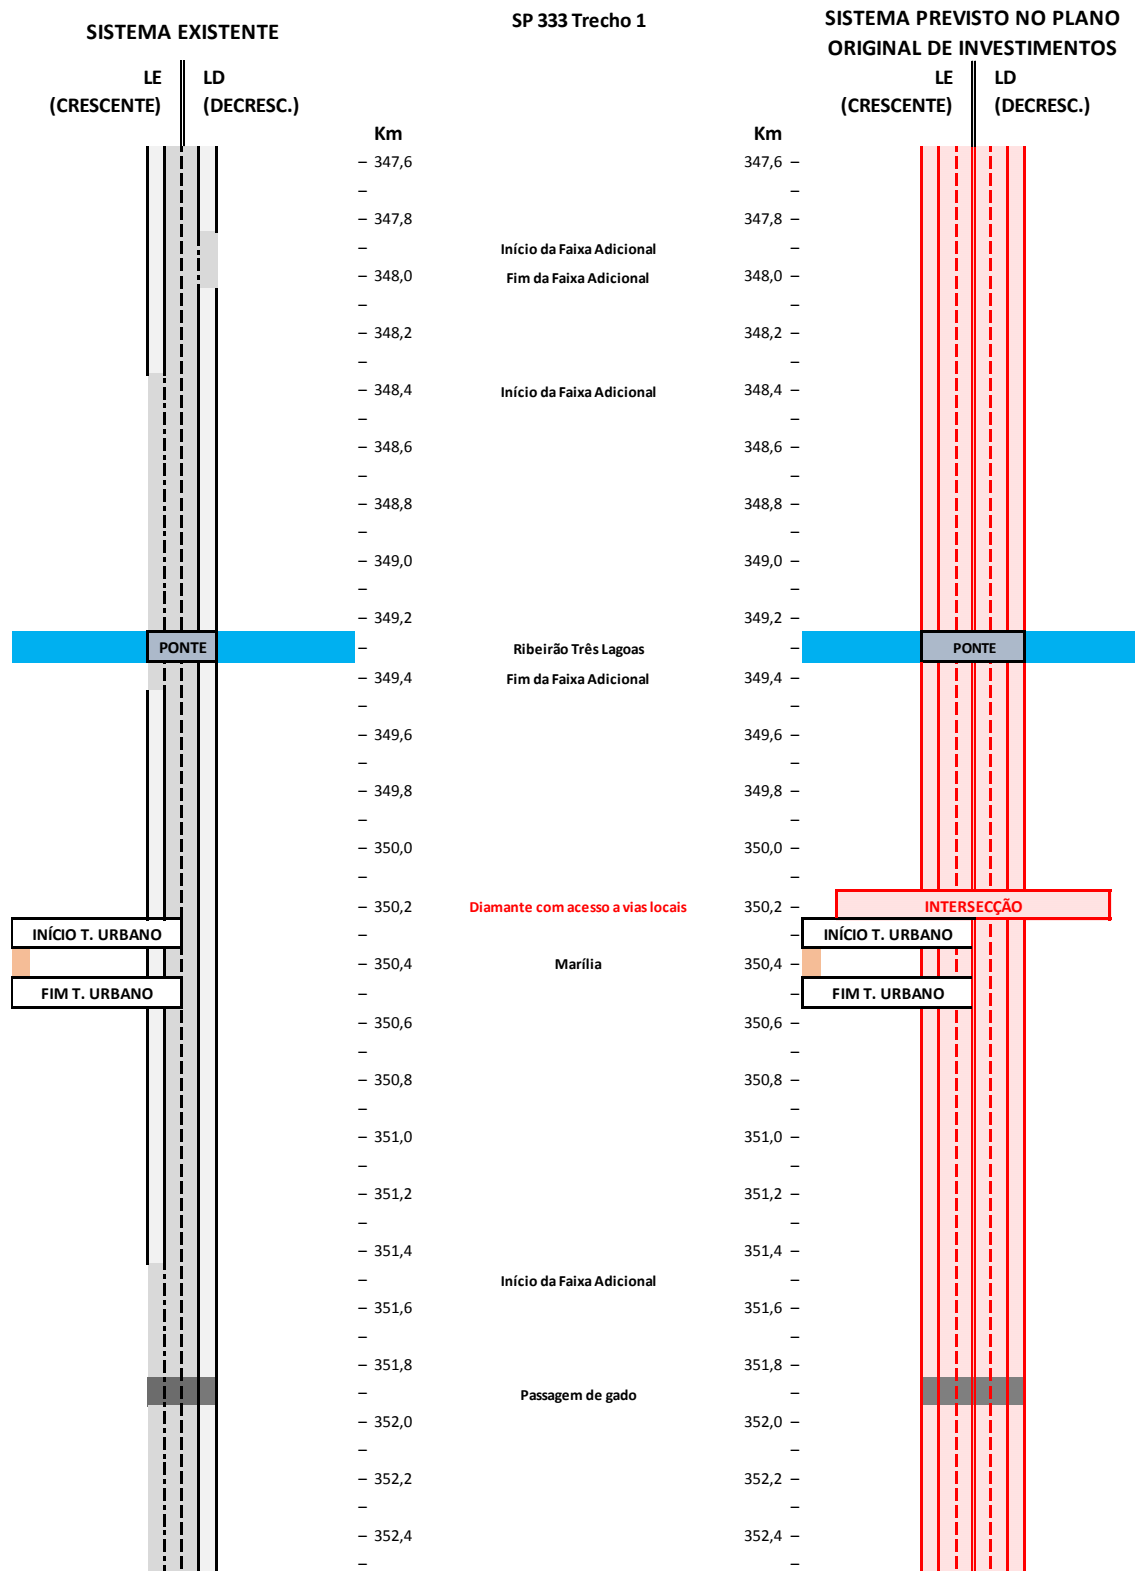 SISTEMA EXISTENTE
SP 333 Trecho 1
SISTEMA PREVISTO NO PLANO
ORIGINAL DE INVESTIMENTOS
LE LD
(CRESCENTE) (DECRESC.)
LE LD
(CRESCENTE) (DECRESC.)
Km Km
– 347,6 347,6 –
– –
– 347,8 347,8 –
– Início da Faixa Adicional –
– 348,0 Fim da Faixa Adicional 348,0 –
– –
– 348,2 348,2 –
– –
– 348,4 Início da Faixa Adicional 348,4 –
– –
– 348,6 348,6 –
– –
– 348,8 348,8 –
– –
– 349,0 349,0 –
– –
– 349,2 349,2 –
PONTE – Ribeirão Três Lagoas – PONTE
– 349,4 Fim da Faixa Adicional 349,4 –
– –
– 349,6 349,6 –
– –
– 349,8 349,8 –
– –
– 350,0 350,0 –
– –
– 350,2 Diamante com acesso a vias locais 350,2 – INTERSECÇÃO
INÍCIO T. URBANO – – INÍCIO T. URBANO
– 350,4 Marília 350,4 –
FIM T. URBANO – – FIM T. URBANO
– 350,6 350,6 –
– –
– 350,8 350,8 –
– –
– 351,0 351,0 –
– –
– 351,2 351,2 –
– –
– 351,4 351,4 –
– Início da Faixa Adicional –
– 351,6 351,6 –
– –
– 351,8 351,8 –
– Passagem de gado –
– 352,0 352,0 –
– –
– 352,2 352,2 –
– –
– 352,4 352,4 –
– –